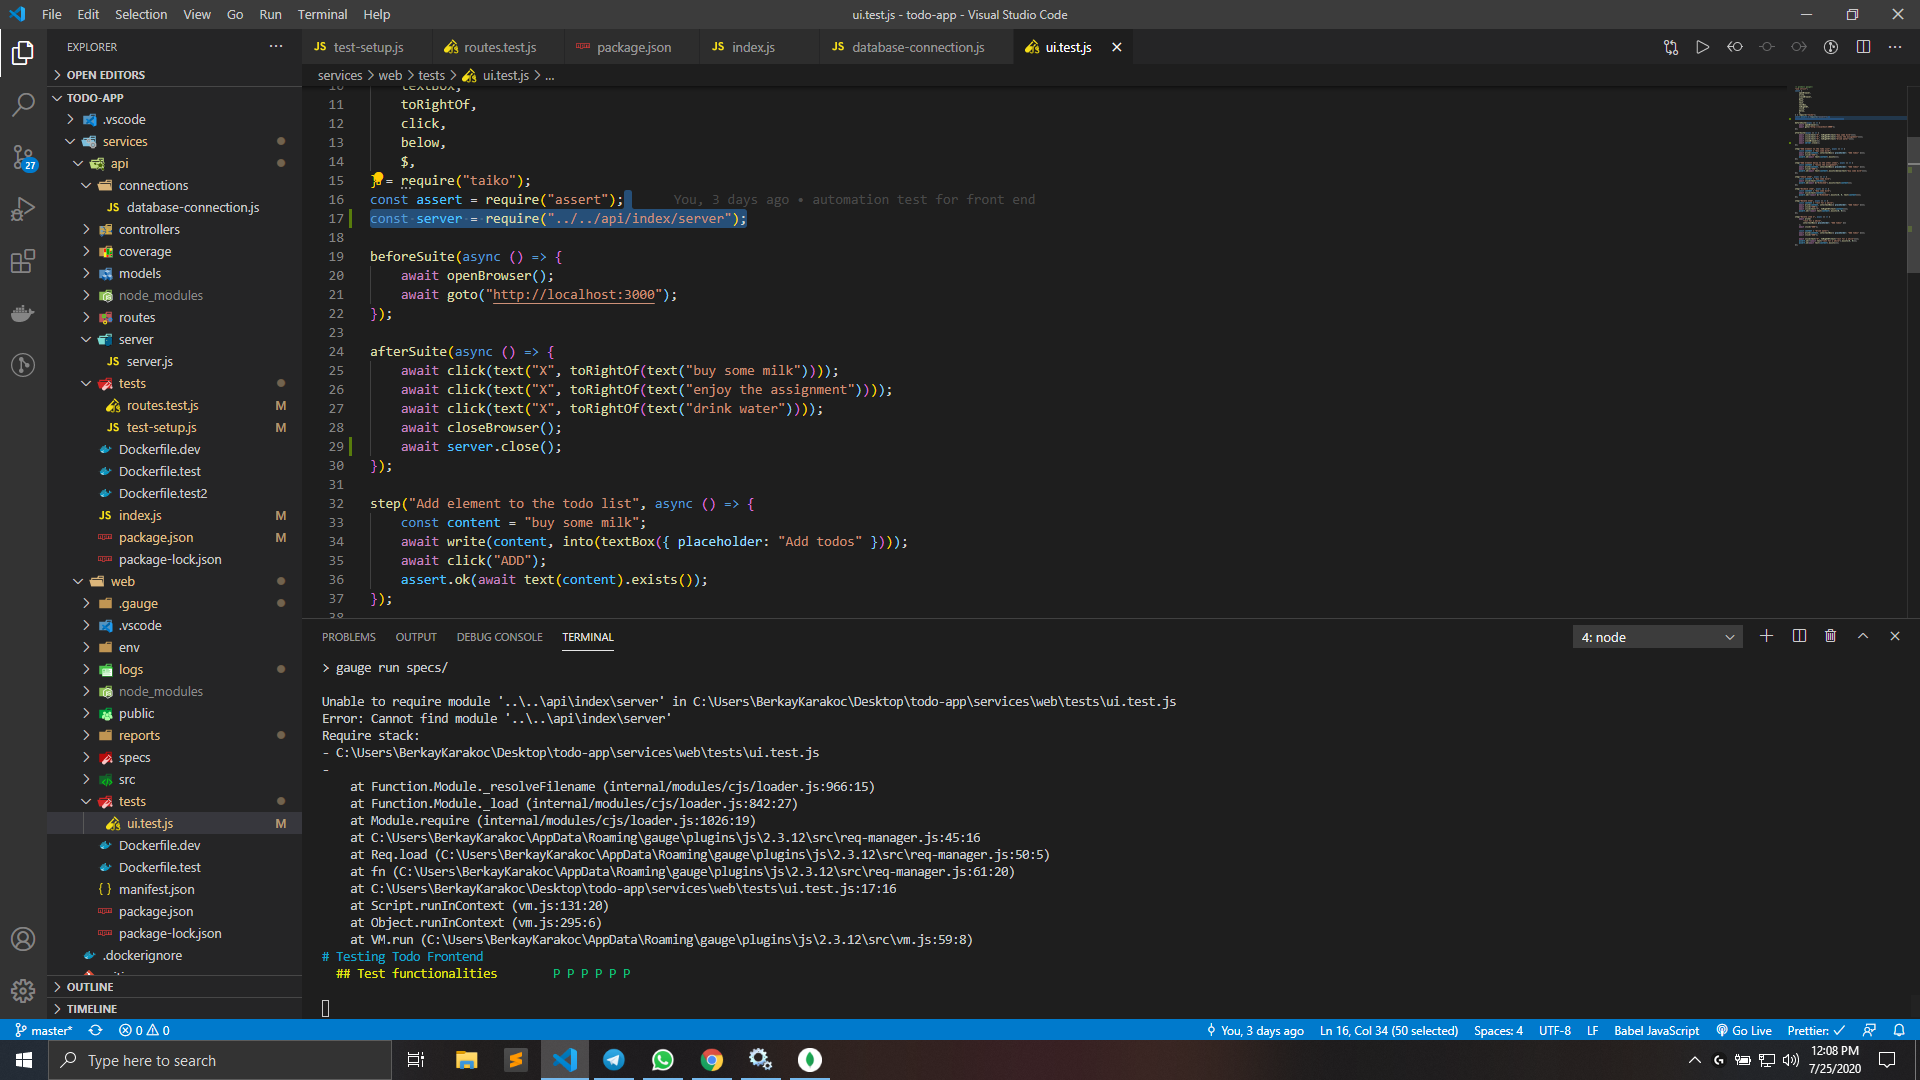 File Edit Selection View Go Run Terminal Help
ui.test.js - todo-app - Visual Studio Code
EXPLORER
OPEN EDITORS
TODO-APP
.vscode
services
api
connections
JS database-connection.js
controllers
coverage
models
node_modules
routes
server
JS server.js
tests
routes.test.js M
JS test-setup.js M
Dockerfile.dev
Dockerfile.test
Dockerfile.test2
JS index.js M
package.json M
package-lock.json
web
.gauge
.vscode
env
logs
node_modules
public
reports
specs
src
tests
ui.test.js M
Dockerfile.dev
Dockerfile.test
{ } manifest.json
package.json
package-lock.json
.dockerignore
OUTLINE
TIMELINE
27
JS test-setup.js routes.test.js package.json JS index.js JS database-connection.js ui.test.js
services > web > tests > ui.test.js > ...
10 textBox,
11 toRightOf,
12 click,
13 below,
14 $,
15 } = require("taiko");
16 const assert = require("assert"); You, 3 days ago • automation test for front end
17 const server = require("../../api/index/server");
18
19 beforeSuite(async () => {
20 await openBrowser();
21 await goto("http://localhost:3000");
22 });
23
24 afterSuite(async () => {
25 await click(text("X", toRightOf(text("buy some milk"))));
26 await click(text("X", toRightOf(text("enjoy the assignment"))));
27 await click(text("X", toRightOf(text("drink water"))));
28 await closeBrowser();
29 await server.close();
30 });
31
32 step("Add element to the todo list", async () => {
33 const content = "buy some milk";
34 await write(content, into(textBox({ placeholder: "Add todos" })));
35 await click("ADD");
36 assert.ok(await text(content).exists());
37 });
38
PROBLEMS OUTPUT DEBUG CONSOLE TERMINAL
4: node
> gauge run specs/
Unable to require module '..\..\api\index\server' in C:\Users\BerkayKarakoc\Desktop\todo-app\services\web\tests\ui.test.js
Error: Cannot find module '..\..\api\index\server'
Require stack:
- C:\Users\BerkayKarakoc\Desktop\todo-app\services\web\tests\ui.test.js
-
at Function.Module._resolveFilename (internal/modules/cjs/loader.js:966:15)
at Function.Module._load (internal/modules/cjs/loader.js:842:27)
at Module.require (internal/modules/cjs/loader.js:1026:19)
at C:\Users\BerkayKarakoc\AppData\Roaming\gauge\plugins\js\2.3.12\src\req-manager.js:45:16
at Req.load (C:\Users\BerkayKarakoc\AppData\Roaming\gauge\plugins\js\2.3.12\src\req-manager.js:50:5)
at fn (C:\Users\BerkayKarakoc\AppData\Roaming\gauge\plugins\js\2.3.12\src\req-manager.js:61:20)
at C:\Users\BerkayKarakoc\Desktop\todo-app\services\web\tests\ui.test.js:17:16
at Script.runInContext (vm.js:131:20)
at Object.runInContext (vm.js:295:6)
at VM.run (C:\Users\BerkayKarakoc\AppData\Roaming\gauge\plugins\js\2.3.12\src\vm.js:59:8)
# Testing Todo Frontend
## Test functionalities P P P P P P
master* 0 0
You, 3 days ago Ln 16, Col 34 (50 selected) Spaces: 4 UTF-8 LF Babel JavaScript Go Live Prettier: ✓
Type here to search
12:08 PM
7/25/2020